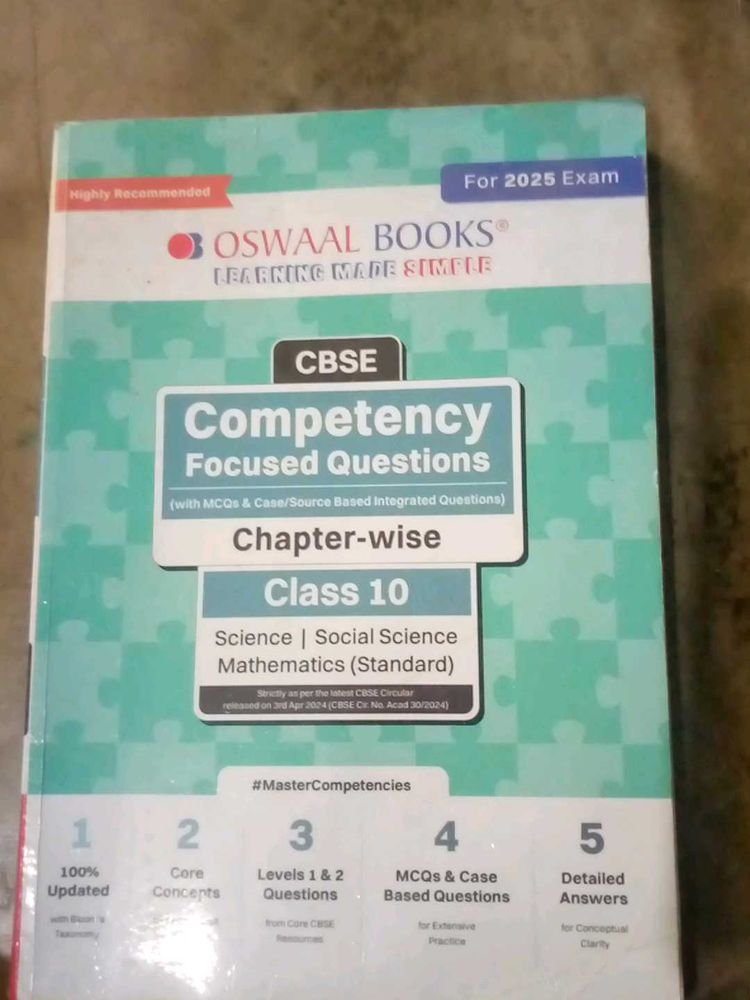 Highly Recommended
For 2025 Exam
OSWAAL BOOKS®
LEARNING MADE SIMPLE
CBSE
Competency
Focused Questions
(with MCQs & Case/Source Based Integrated Questions)
Chapter-wise
Class 10
Science | Social Science
Mathematics (Standard)
Strictly as per the latest CBSE Circular
released on 3rd Apr 2024 (CBSE Cir. No. Acad 30/2024)
#MasterCompetencies
1
100%
Updated
with Bloom's
Taxonomy
2
Core
Concepts
3
Levels 1 & 2
Questions
from Core CBSE
Resources
4
MCQs & Case
Based Questions
for Extensive
Practice
5
Detailed
Answers
for Conceptual
Clarity